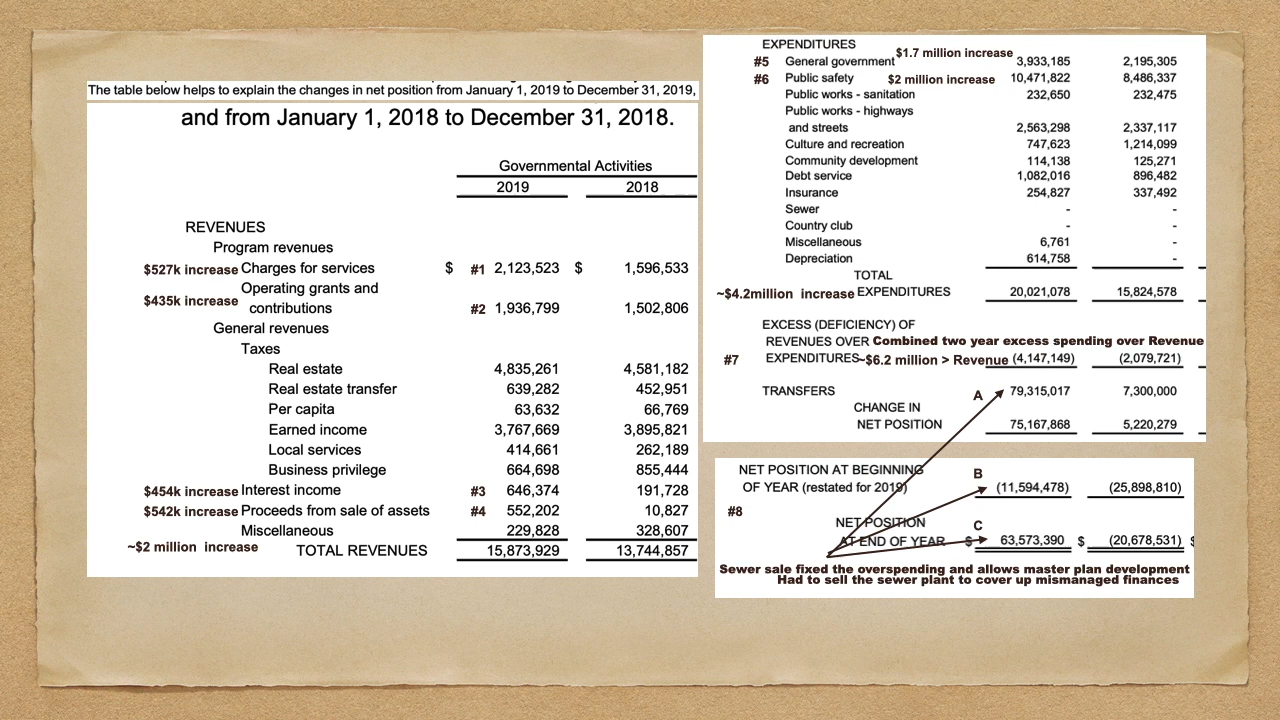 The table below helps to explain the changes in net position from January 1, 2019 to December 31, 2019,
and from January 1, 2018 to December 31, 2018.
Governmental Activities
2019 2018
REVENUES
Program revenues
$527k increase Charges for services $ #1 2,123,523 $ 1,596,533
Operating grants and
$435k increase contributions #2 1,936,799 1,502,806
General revenues
Taxes
Real estate 4,835,261 4,581,182
Real estate transfer 639,282 452,951
Per capita 63,632 66,769
Earned income 3,767,669 3,895,821
Local services 414,661 262,189
Business privilege 664,698 855,444
$454k increase Interest income #3 646,374 191,728
$542k increase Proceeds from sale of assets #4 552,202 10,827
Miscellaneous 229,828 328,607
~$2 million increase TOTAL REVENUES 15,873,929 13,744,857
EXPENDITURES
#5 General government $1.7 million increase 3,933,185 2,195,305
#6 Public safety $2 million increase 10,471,822 8,486,337
Public works - sanitation 232,650 232,475
Public works - highways
and streets 2,563,298 2,337,117
Culture and recreation 747,623 1,214,099
Community development 114,138 125,271
Debt service 1,082,016 896,482
Insurance 254,827 337,492
Sewer - -
Country club - -
Miscellaneous 6,761 -
Depreciation 614,758 -
TOTAL
~$4.2million increase EXPENDITURES 20,021,078 15,824,578
EXCESS (DEFICIENCY) OF
REVENUES OVER Combined two year excess spending over Revenue
#7 EXPENDITURES ~$6.2 million > Revenue (4,147,149) (2,079,721)
TRANSFERS A 79,315,017 7,300,000
CHANGE IN
NET POSITION 75,167,868 5,220,279
NET POSITION AT BEGINNING B
OF YEAR (restated for 2019) (11,594,478) (25,898,810)
#8
NET POSITION C
AT END OF YEAR $ 63,573,390 $ (20,678,531) $
Sewer sale fixed the overspending and allows master plan development
Had to sell the sewer plant to cover up mismanaged finances